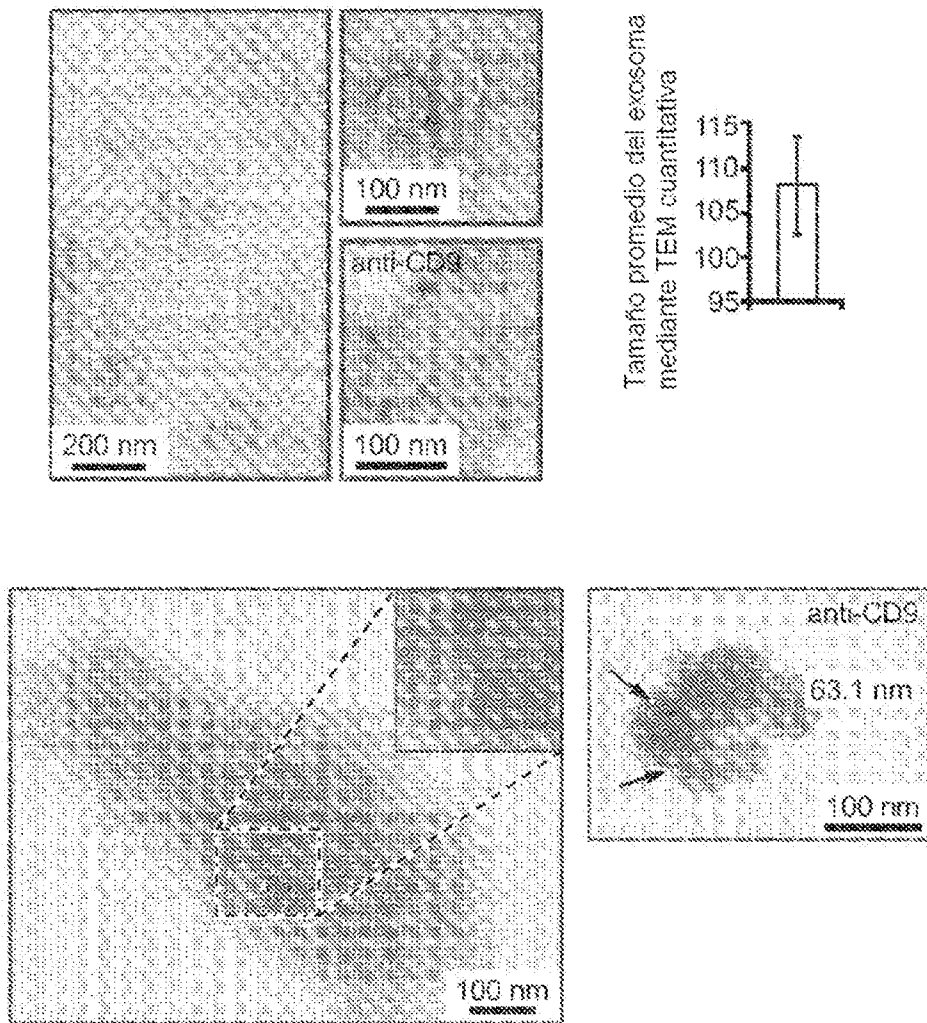 200 nm
100 nm
anti-CD9
100 nm
Tamaño promedio del exosoma
mediante TEM cuantitativa
115
110
105
100
95
100 nm
anti-CD9
63.1 nm
100 nm